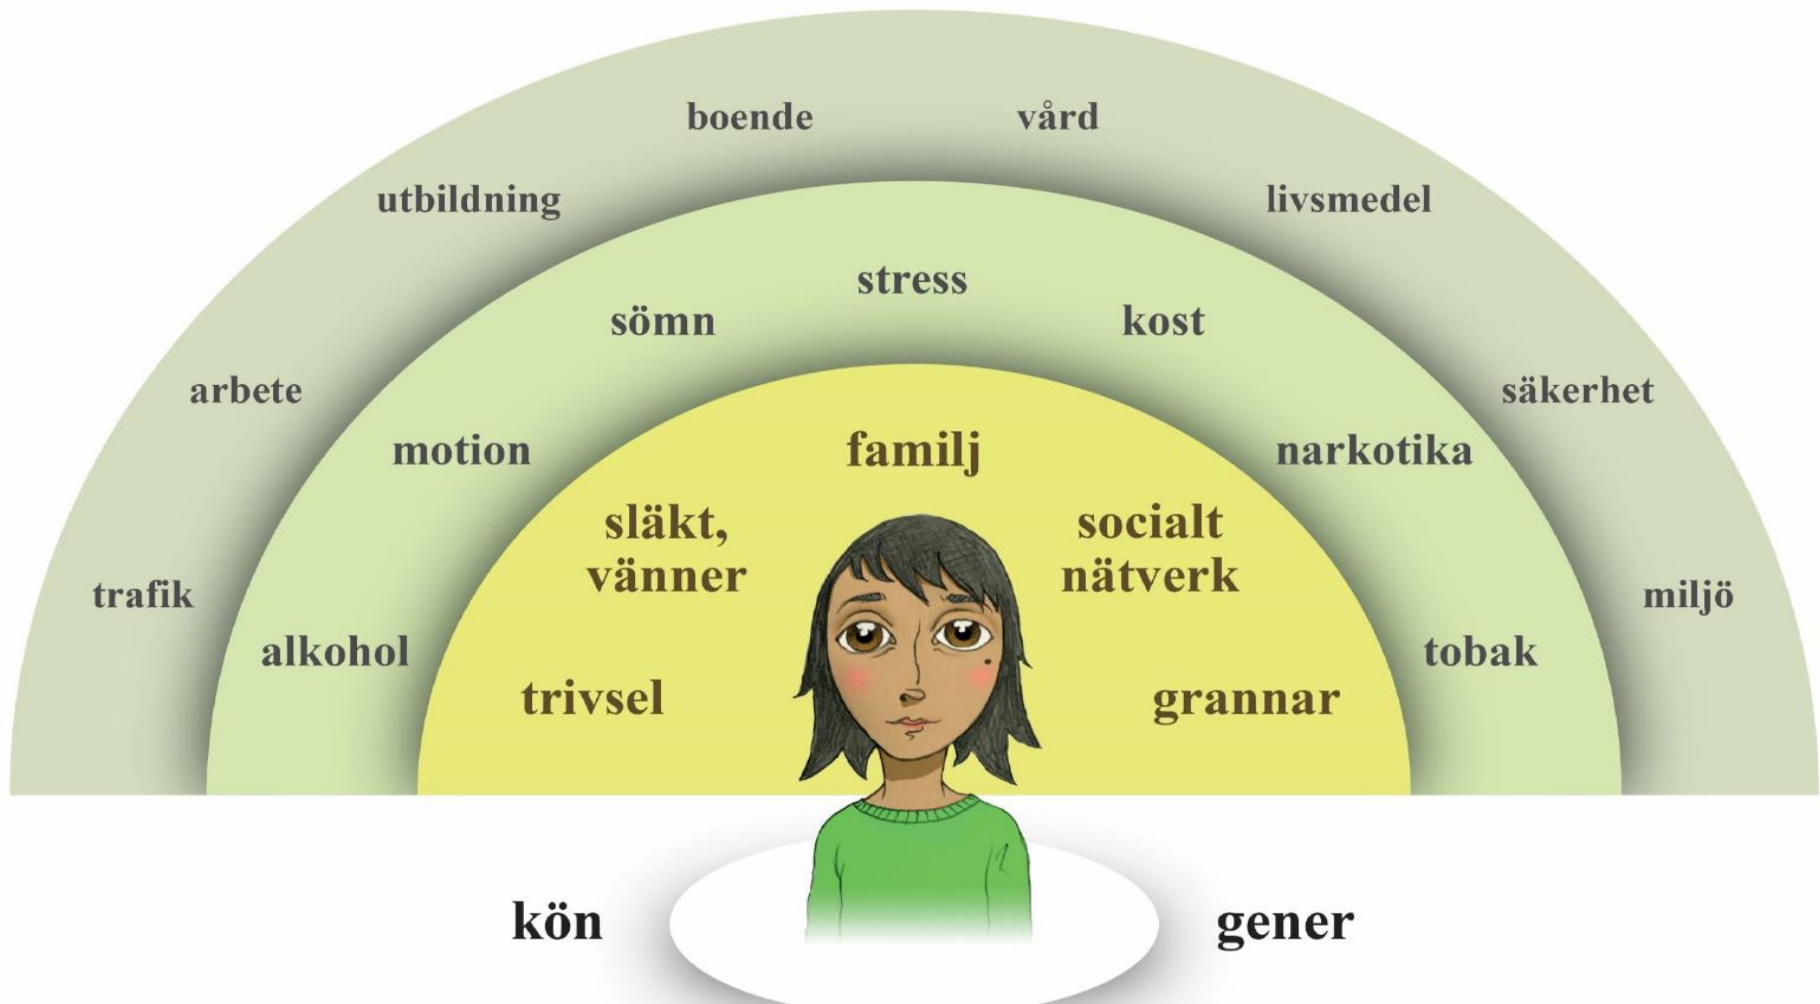 boende vård
utbildning livsmedel
stress
sömn kost
arbete säkerhet
motion familj narkotika
släkt, socialt
vänner nätverk
trafik miljö
alkohol tobak
trivsel grannar
kön gener